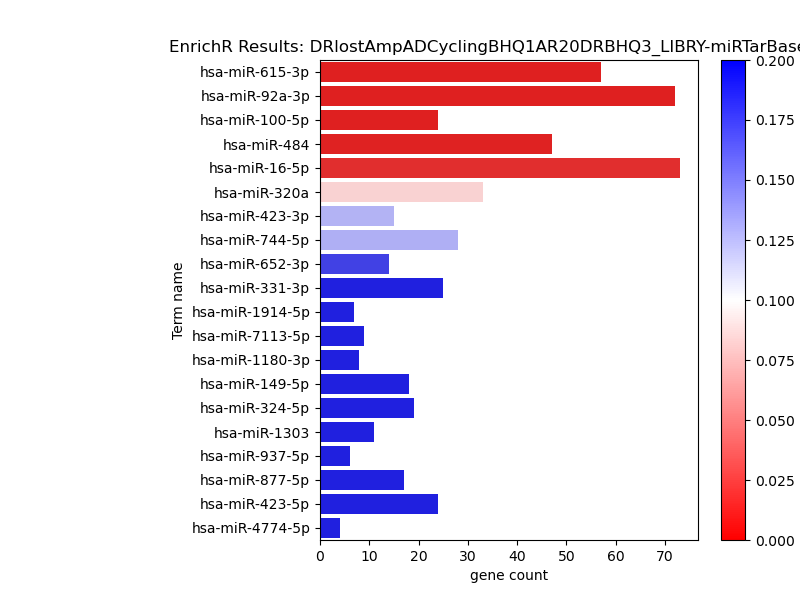 EnrichR Results: DRlostAmpADCyclingBHQ1AR20DRBHQ3_LIBRY-miRTarBase
Term name
hsa-miR-615-3p
hsa-miR-92a-3p
hsa-miR-100-5p
hsa-miR-484
hsa-miR-16-5p
hsa-miR-320a
hsa-miR-423-3p
hsa-miR-744-5p
hsa-miR-652-3p
hsa-miR-331-3p
hsa-miR-1914-5p
hsa-miR-7113-5p
hsa-miR-1180-3p
hsa-miR-149-5p
hsa-miR-324-5p
hsa-miR-1303
hsa-miR-937-5p
hsa-miR-877-5p
hsa-miR-423-5p
hsa-miR-4774-5p
0 10 20 30 40 50 60 70
gene count
0.200
0.175
0.150
0.125
0.100
0.075
0.050
0.025
0.000